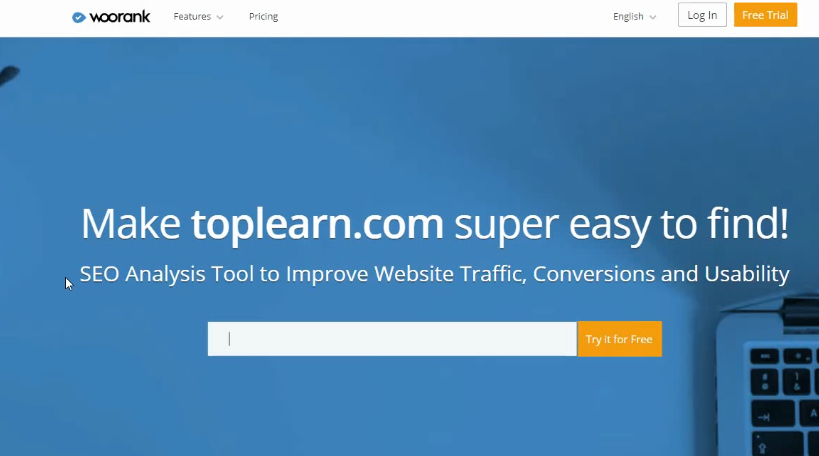 woorank Features Pricing English Log In Free Trial
Make toplearn.com super easy to find!
SEO Analysis Tool to Improve Website Traffic, Conversions and Usability
Try It for Free